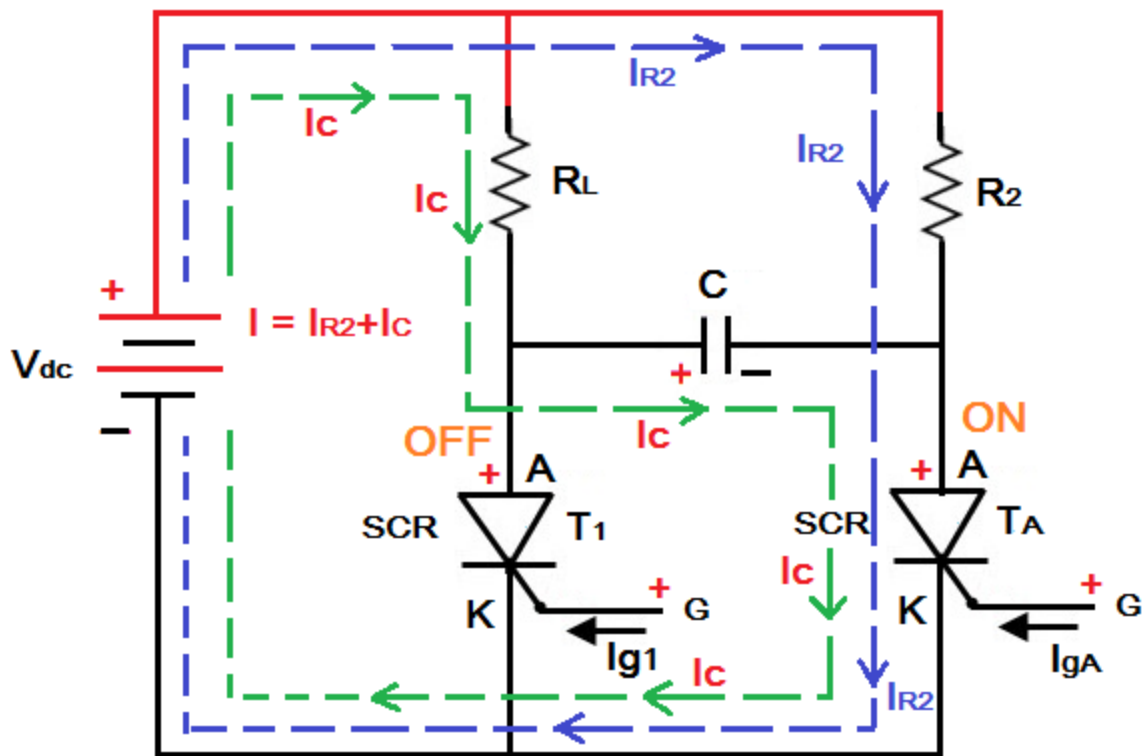 IR2
Ic
IR2
Ic
RL
R2
C
+
I = IR2+IC
Vdc
+
−
−
Ic
OFF
ON
+
A
+
A
SCR
T1
SCR
TA
Ic
+
+
K
G
K
G
Ig1
IgA
Ic
IR2